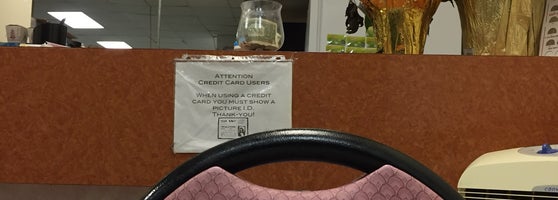 Attention
Credit Card Users
When using a credit
card you must show a
picture I.D.
Thank-you!